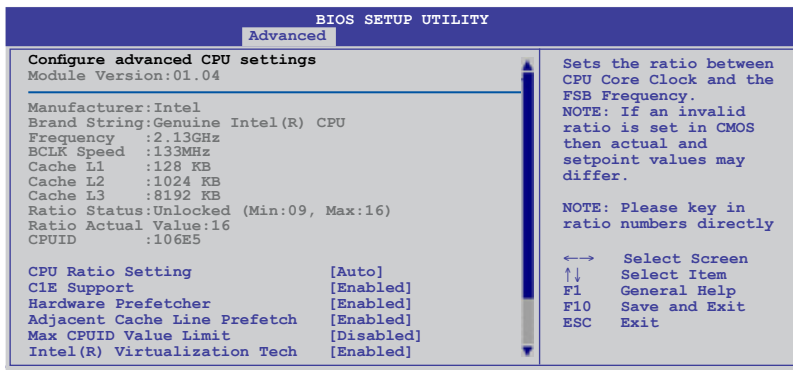 BIOS SETUP UTILITY
Advanced
Configure advanced CPU settings
Module Version:01.04
Manufacturer:Intel
Brand String:Genuine Intel(R) CPU
Frequency :2.13GHz
BCLK Speed :133MHz
Cache L1 :128 KB
Cache L2 :1024 KB
Cache L3 :8192 KB
Ratio Status:Unlocked (Min:09, Max:16)
Ratio Actual Value:16
CPUID :106E5
CPU Ratio Setting [Auto]
C1E Support [Enabled]
Hardware Prefetcher [Enabled]
Adjacent Cache Line Prefetch [Enabled]
Max CPUID Value Limit [Disabled]
Intel(R) Virtualization Tech [Enabled]
Sets the ratio between
CPU Core Clock and the
FSB Frequency.
NOTE: If an invalid
ratio is set in CMOS
then actual and
setpoint values may
differ.
NOTE: Please key in
ratio numbers directly
←→ Select Screen
↑↓ Select Item
F1 General Help
F10 Save and Exit
ESC Exit